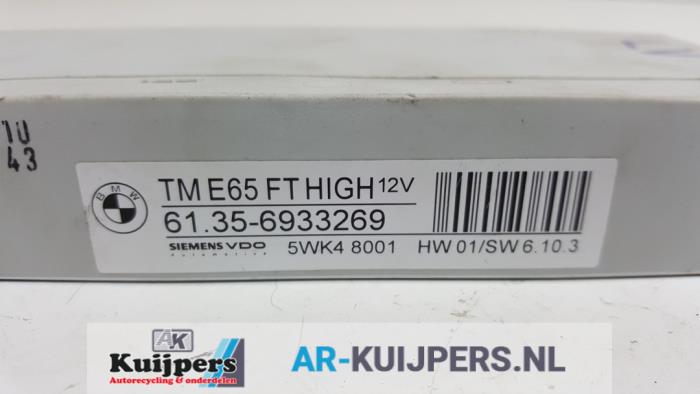 10
43
BMW
TM E65 FT HIGH 12V
61.35-6933269
SIEMENS VDO
Automotive
5WK4 8001
HW 01/SW 6.10.3
AK
Kuijpers
Autorecycling & onderdelen
AR-KUIJPERS.NL